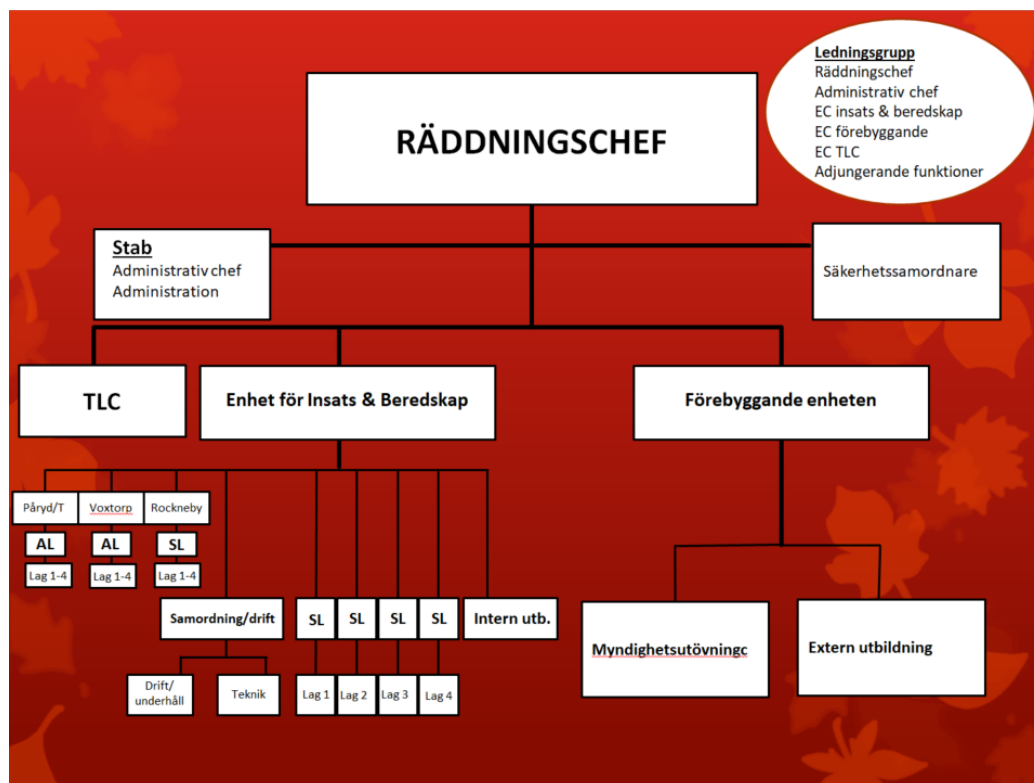 Ledningsgrupp
Räddningschef
Administrativ chef
EC insats & beredskap
EC förebyggande
EC TLC
Adjungerande funktioner
RÄDDNINGSCHEF
Stab
Administrativ chef
Administration
Säkerhetssamordnare
TLC
Enhet för Insats & Beredskap
Förebyggande enheten
Påryd/T
Voxtorp
Rockneby
AL
AL
SL
Lag 1-4
Lag 1-4
Lag 1-4
Samordning/drift
SL
SL
SL
SL
Intern utb.
Drift/
underhåll
Teknik
Lag 1
Lag 2
Lag 3
Lag 4
Myndighetsutövningc
Extern utbildning